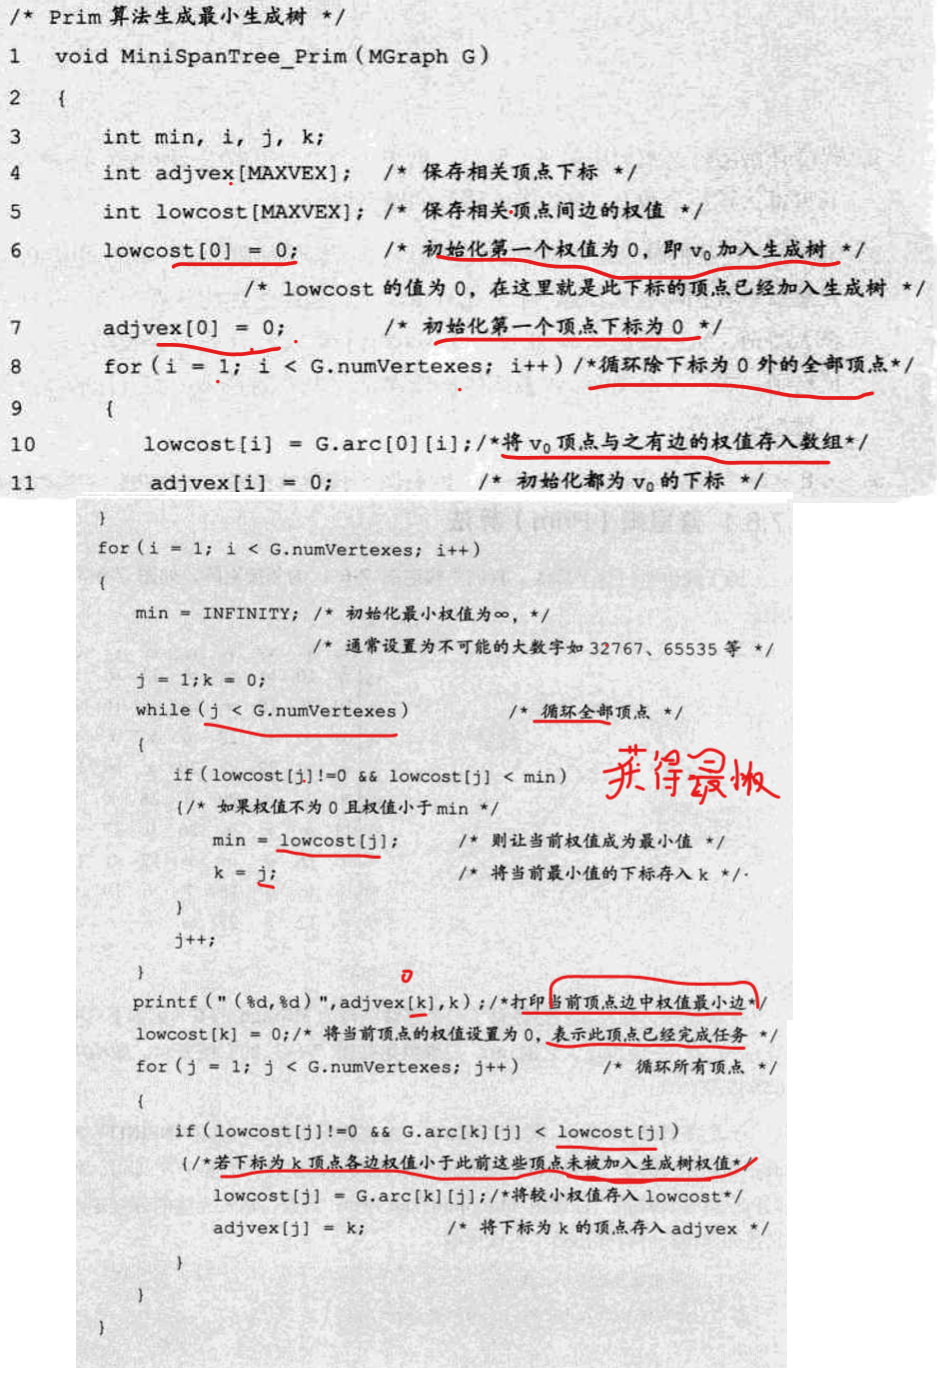 /* Prim 算法生成最小生成树 */
1 void MiniSpanTree_Prim(MGraph G)
2 {
3 int min, i, j, k;
4 int adjvex[MAXVEX]; /* 保存相关顶点下标 */
5 int lowcost[MAXVEX]; /* 保存相关顶点间边的权值 */
6 lowcost[0] = 0; /* 初始化第一个权值为 0, 即 v₀加入生成树 */
/* lowcost 的值为 0, 在这里就是此下标的顶点已经加入生成树 */
7 adjvex[0] = 0; /* 初始化第一个顶点下标为 0 */
8 for(i = 1; i < G.numVertexes; i++)/*循环除下标为 0 外的全部顶点*/
9 {
10 lowcost[i] = G.arc[0][i];/*将 v₀顶点与之有边的权值存入数组*/
11 adjvex[i] = 0; /* 初始化都为 v₀的下标 */
}
for(i = 1; i < G.numVertexes; i++)
{
min = INFINITY; /* 初始化最小权值为∞, */
/* 通常设置为不可能的大数字如 32767、65535 等 */
j = 1;k = 0;
while(j < G.numVertexes) /* 循环全部顶点 */
{
if(lowcost[j]!=0 && lowcost[j] < min)
获得最
{/* 如果权值不为 0 且权值小于 min */
min = lowcost[j]; /* 则让当前权值成为最小值 */
k = j; /* 将当前最小值的下标存入 k */
}
j++;
}
0
printf("(%d,%d)",adjvex[k],k);/*打印当前顶点边中权值最小边*/
lowcost[k] = 0;/* 将当前顶点的权值设置为 0, 表示此顶点已经完成任务 */
for(j = 1; j < G.numVertexes; j++) /* 循环所有顶点 */
{
if(lowcost[j]!=0 && G.arc[k][j] < lowcost[j])
{/*若下标为 k 顶点各边权值小于此前这些顶点未被加入生成树权值*/
lowcost[j] = G.arc[k][j];/*将较小权值存入 lowcost*/
adjvex[j] = k; /* 将下标为 k 的顶点存入 adjvex */
}
}
}